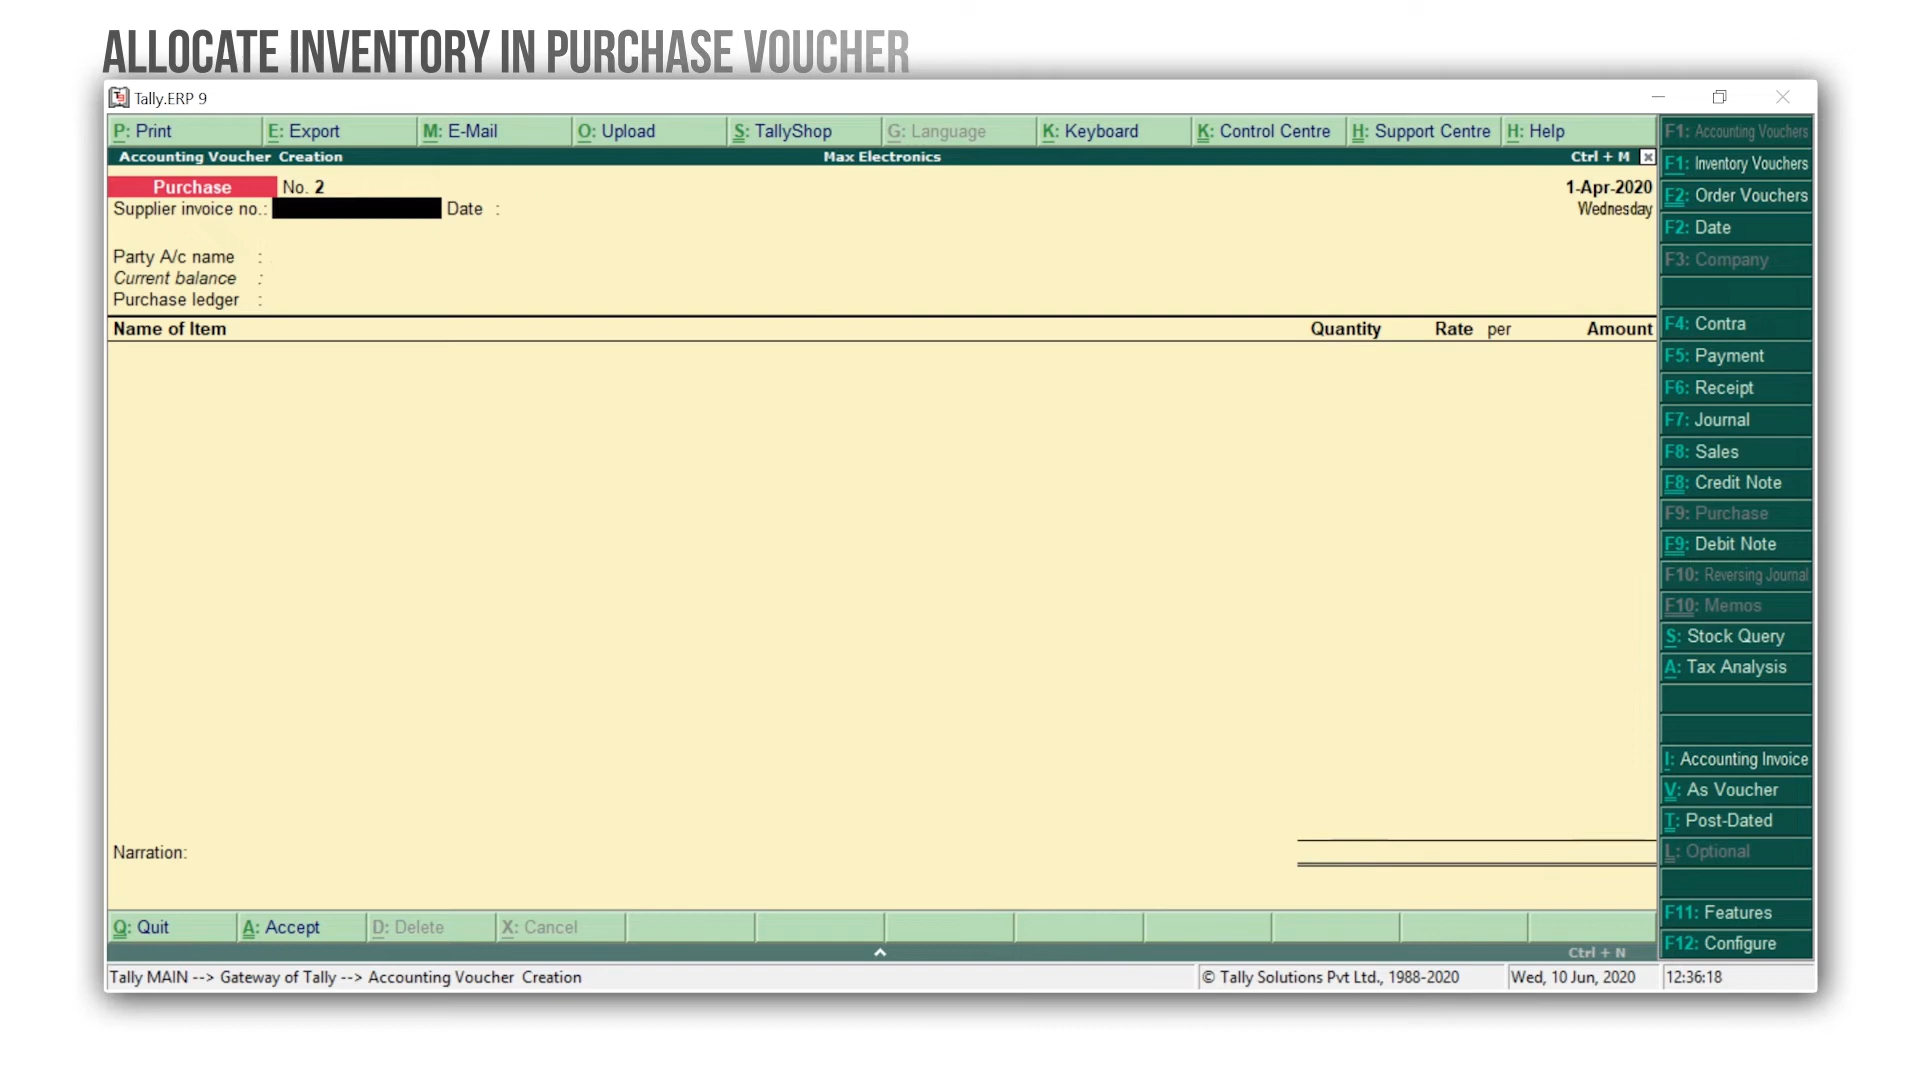 ALLOCATE INVENTORY IN PURCHASE VOUCHER
Tally.ERP 9
P: Print E: Export M: E-Mail O: Upload S: TallyShop G: Language K: Keyboard K: Control Centre H: Support Centre H: Help
Accounting Voucher Creation Max Electronics Ctrl + M
Purchase No. 2 1-Apr-2020
Supplier invoice no.: Date : Wednesday
Party A/c name :
Current balance :
Purchase ledger :
Name of Item Quantity Rate per Amount
Narration:
Q: Quit A: Accept D: Delete X: Cancel
Ctrl + N
F1: Accounting Vouchers
F1: Inventory Vouchers
F2: Order Vouchers
F2: Date
F3: Company
F4: Contra
F5: Payment
F6: Receipt
F7: Journal
F8: Sales
F8: Credit Note
F9: Purchase
F9: Debit Note
F10: Reversing Journal
F10: Memos
S: Stock Query
A: Tax Analysis
I: Accounting Invoice
V: As Voucher
T: Post-Dated
L: Optional
F11: Features
F12: Configure
Tally MAIN --> Gateway of Tally --> Accounting Voucher Creation © Tally Solutions Pvt Ltd., 1988-2020 Wed, 10 Jun, 2020 12:36:18